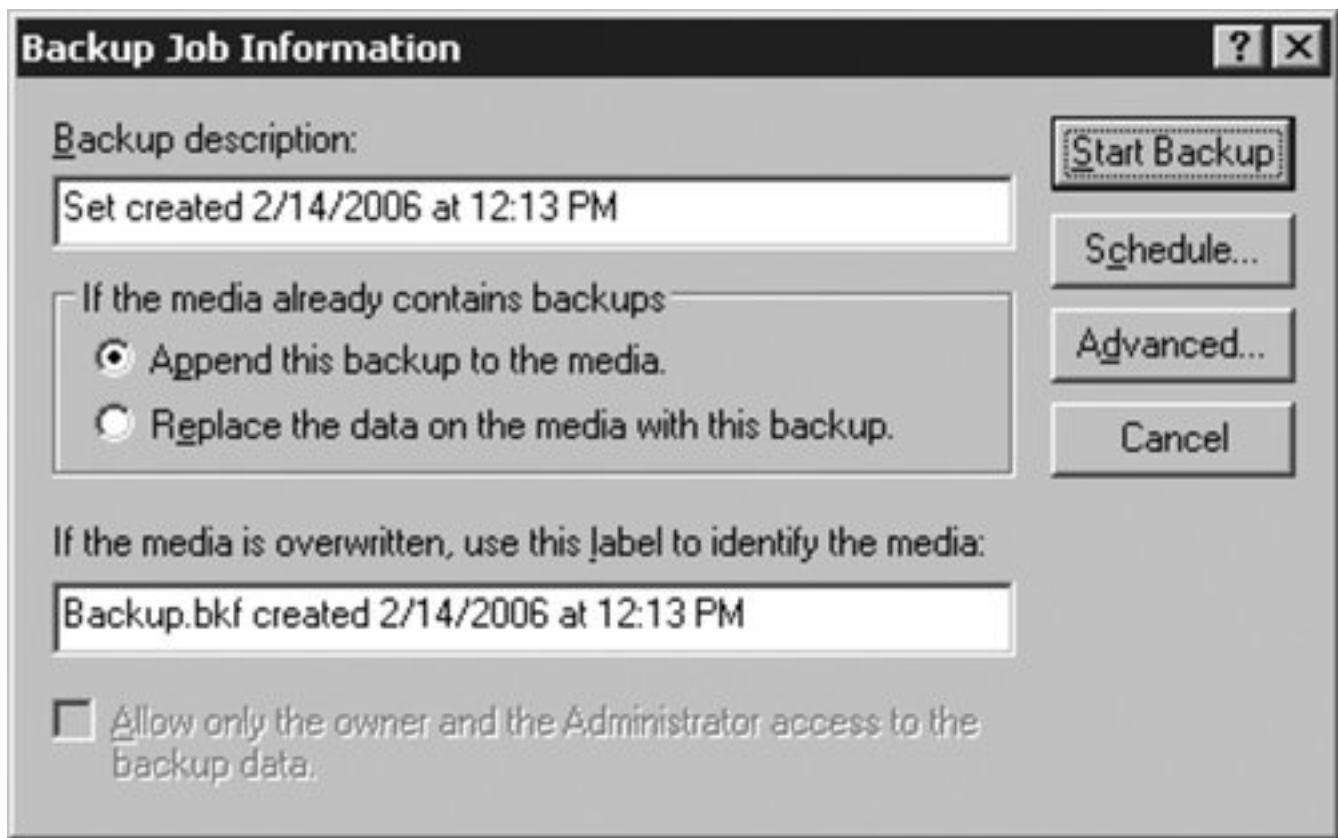 Backup Job Information
Backup description:
Set created 2/14/2006 at 12:13 PM
If the media already contains backups
Append this backup to the media.
Replace the data on the media with this backup.
If the media is overwritten, use this label to identify the media:
Backup.bkf created 2/14/2006 at 12:13 PM
Allow only the owner and the Administrator access to the
backup data.
Start Backup
Schedule...
Advanced...
Cancel